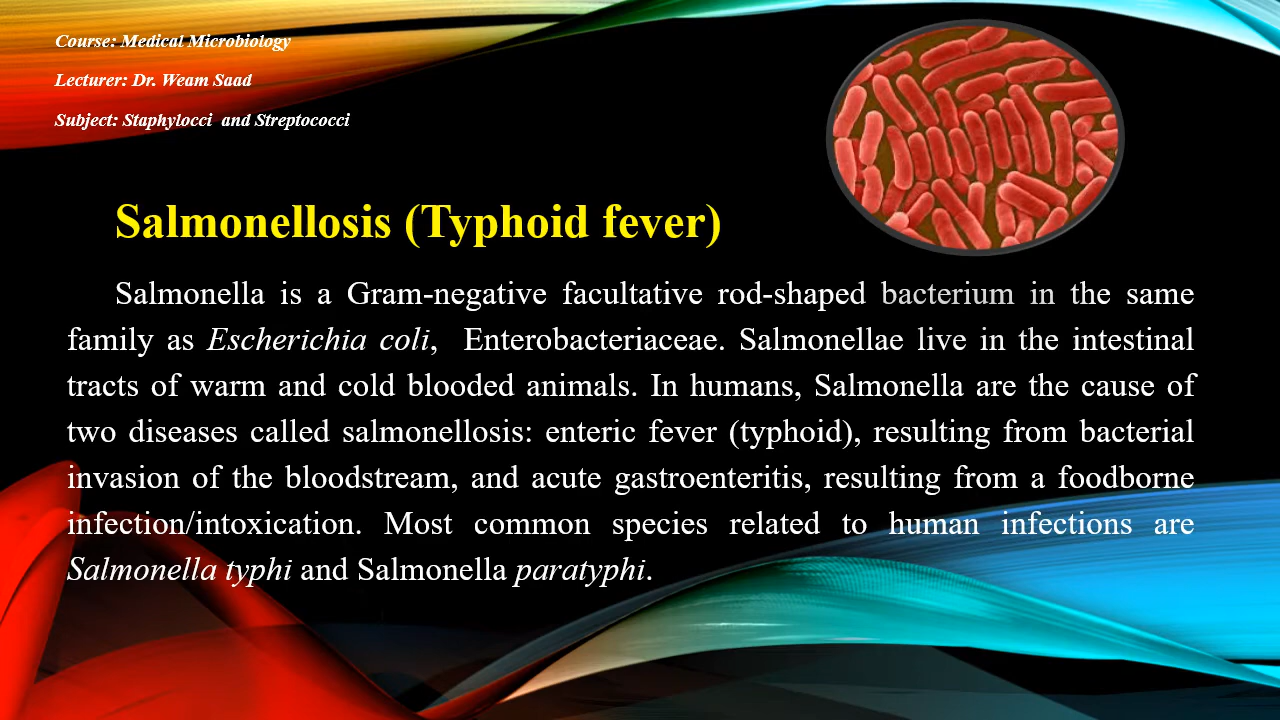 Course: Medical Microbiology
Lecturer: Dr. Weam Saad
Subject: Staphylocci and Streptococci
Salmonellosis (Typhoid fever)
Salmonella is a Gram-negative facultative rod-shaped bacterium in the same
family as Escherichia coli, Enterobacteriaceae. Salmonellae live in the intestinal
tracts of warm and cold blooded animals. In humans, Salmonella are the cause of
two diseases called salmonellosis: enteric fever (typhoid), resulting from bacterial
invasion of the bloodstream, and acute gastroenteritis, resulting from a foodborne
infection/intoxication. Most common species related to human infections are
Salmonella typhi and Salmonella paratyphi.